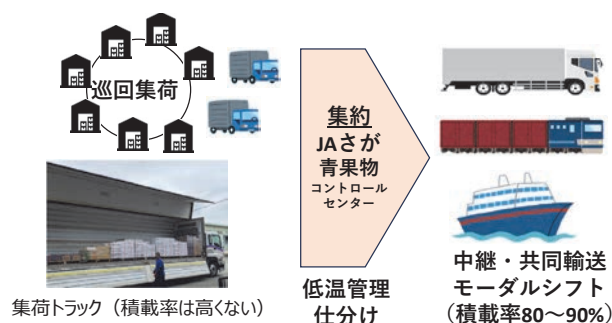 巡回集荷
集荷トラック（積載率は高くない）
集約
JAさが
青果物
コントロール
センター
低温管理
仕分け
中継・共同輸送
モーダルシフト
（積載率80～90%）